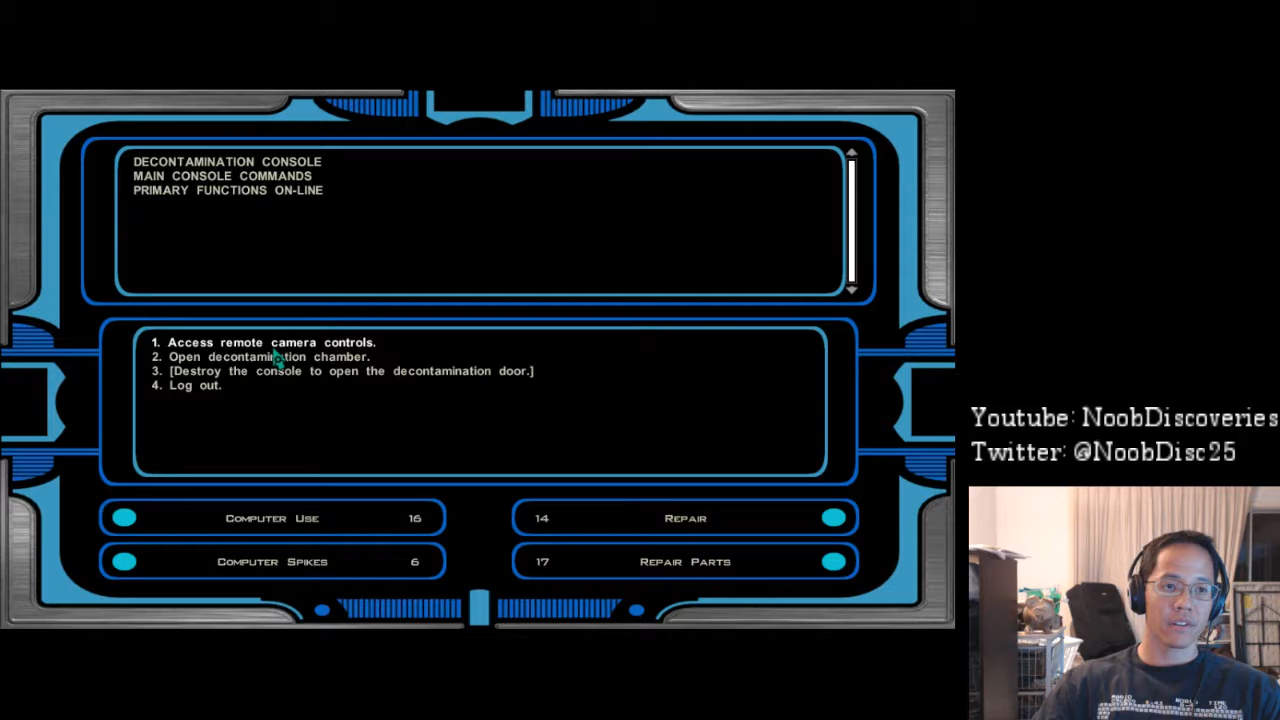 DECONTAMINATION CONSOLE
MAIN CONSOLE COMMANDS
PRIMARY FUNCTIONS ON-LINE
1. Access remote camera controls.
2. Open decontamination chamber.
3. [Destroy the console to open the decontamination door.]
4. Log out.
COMPUTER USE 16
14 REPAIR
COMPUTER SPIKES 6
17 REPAIR PARTS
Youtube: NoobDiscoveries
Twitter: @NoobDisc25